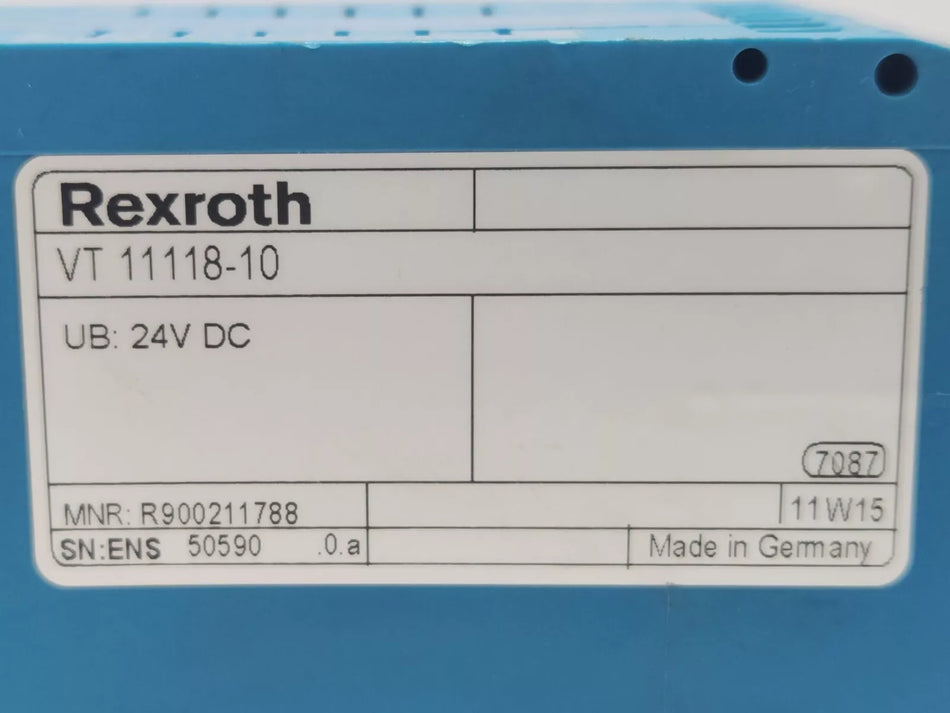 Rexroth
VT 11118-10
UB: 24V DC
7087
MNR: R900211788
11W15
SN:ENS 50590 .0.a
Made in Germany